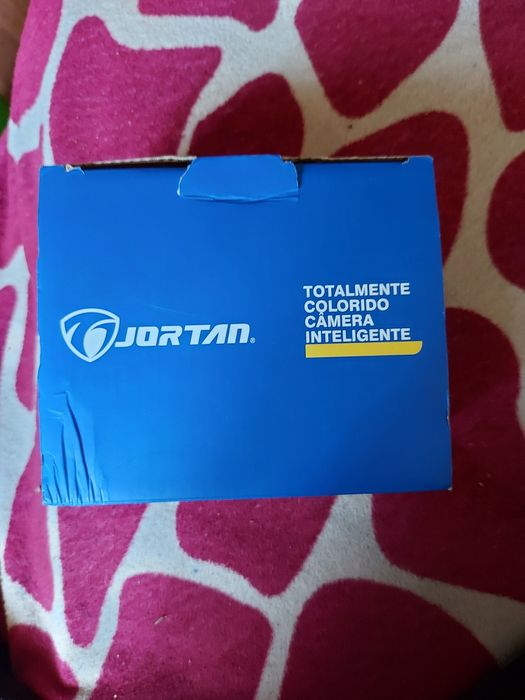 JORTAN®
TOTALMENTE
COLORIDO
CÂMERA
INTELIGENTE